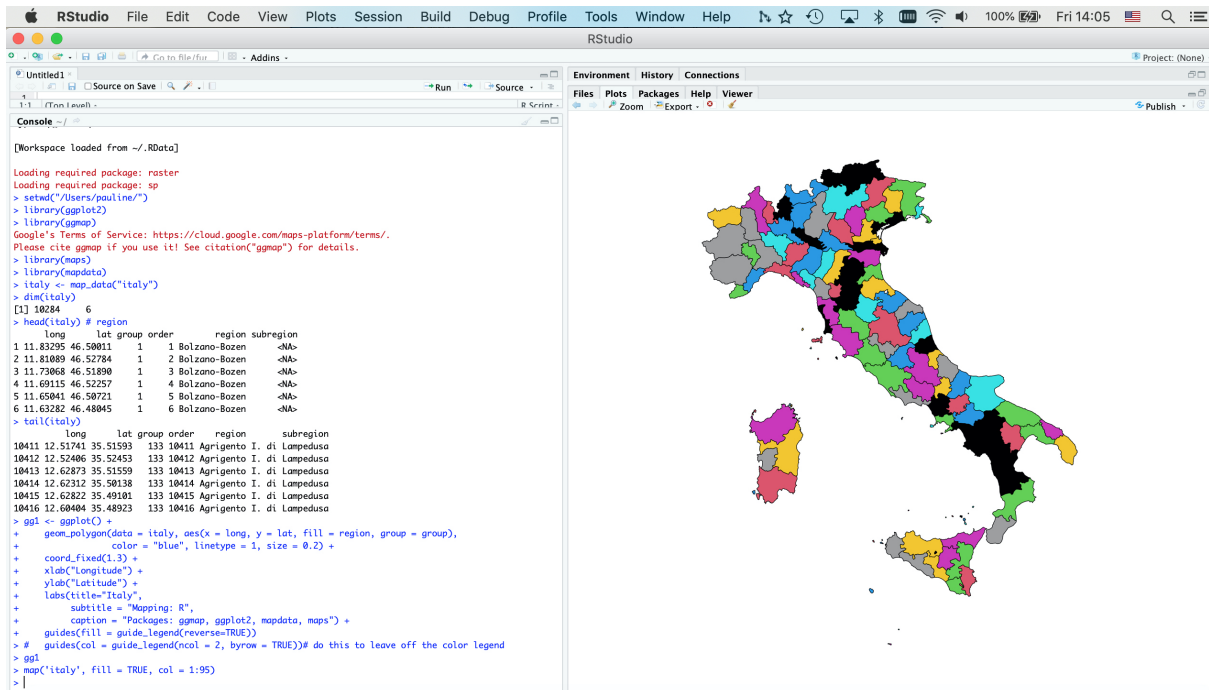 RStudio File Edit Code View Plots Session Build Debug Profile Tools Window Help 100% Fri 14:05
RStudio
Go to file/fur Addins Project: (None)
Untitled1
Source on Save Run Source
1
1:1 (Top Level) R Script
Console ~/
[Workspace loaded from ~/.RData]
Loading required package: raster
Loading required package: sp
> setwd("/Users/pauline/")
> library(ggplot2)
> library(ggmap)
Google's Terms of Service: https://cloud.google.com/maps-platform/terms/.
Please cite ggmap if you use it! See citation("ggmap") for details.
> library(maps)
> library(mapdata)
> italy <- map_data("italy")
> dim(italy)
[1] 10284 6
> head(italy) # region
long lat group order region subregion
1 11.83295 46.50011 1 1 Bolzano-Bozen <NA>
2 11.81089 46.52784 1 2 Bolzano-Bozen <NA>
3 11.73068 46.51890 1 3 Bolzano-Bozen <NA>
4 11.69115 46.52257 1 4 Bolzano-Bozen <NA>
5 11.65041 46.50721 1 5 Bolzano-Bozen <NA>
6 11.63282 46.48045 1 6 Bolzano-Bozen <NA>
> tail(italy)
long lat group order region subregion
10411 12.51741 35.51593 133 10411 Agrigento I. di Lampedusa
10412 12.52406 35.52453 133 10412 Agrigento I. di Lampedusa
10413 12.62873 35.51559 133 10413 Agrigento I. di Lampedusa
10414 12.63312 35.50138 133 10414 Agrigento I. di Lampedusa
10415 12.62822 35.49101 133 10415 Agrigento I. di Lampedusa
10416 12.60404 35.48923 133 10416 Agrigento I. di Lampedusa
> gg1 <- ggplot() +
+ geom_polygon(data = italy, aes(x = long, y = lat, fill = region, group = group),
+ color = "blue", linetype = 1, size = 0.2) +
+ coord_fixed(1.3) +
+ xlab("Longitude") +
+ ylab("Latitude") +
+ labs(title="Italy",
+ subtitle = "Mapping: R",
+ caption = "Packages: ggmap, ggplot2, mapdata, maps") +
+ guides(fill = guide_legend(reverse=TRUE))
> # guides(col = guide_legend(ncol = 2, byrow = TRUE))# do this to leave off the color legend
> gg1
> map('italy', fill = TRUE, col = 1:95)
>
Environment History Connections
Files Plots Packages Help Viewer
Zoom Export Publish